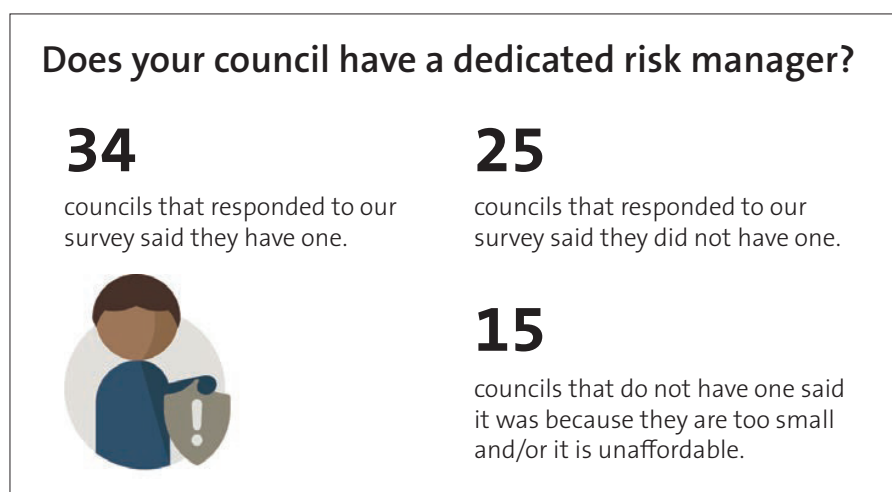 Does your council have a dedicated risk manager?
34
councils that responded to our
survey said they have one.
25
councils that responded to our
survey said they did not have one.
15
councils that do not have one said
it was because they are too small
and/or it is unaffordable.
!